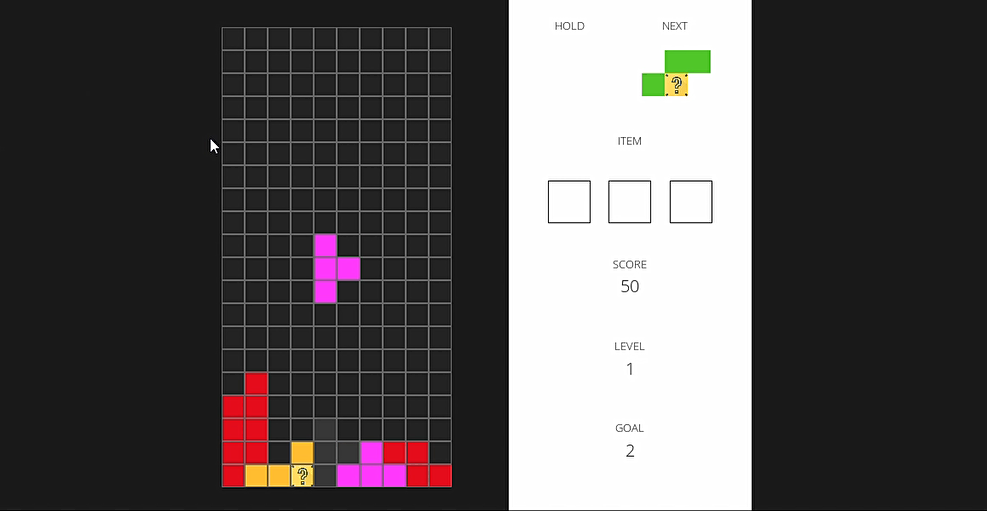 HOLD
NEXT
?
ITEM
SCORE
50
LEVEL
1
GOAL
2
?